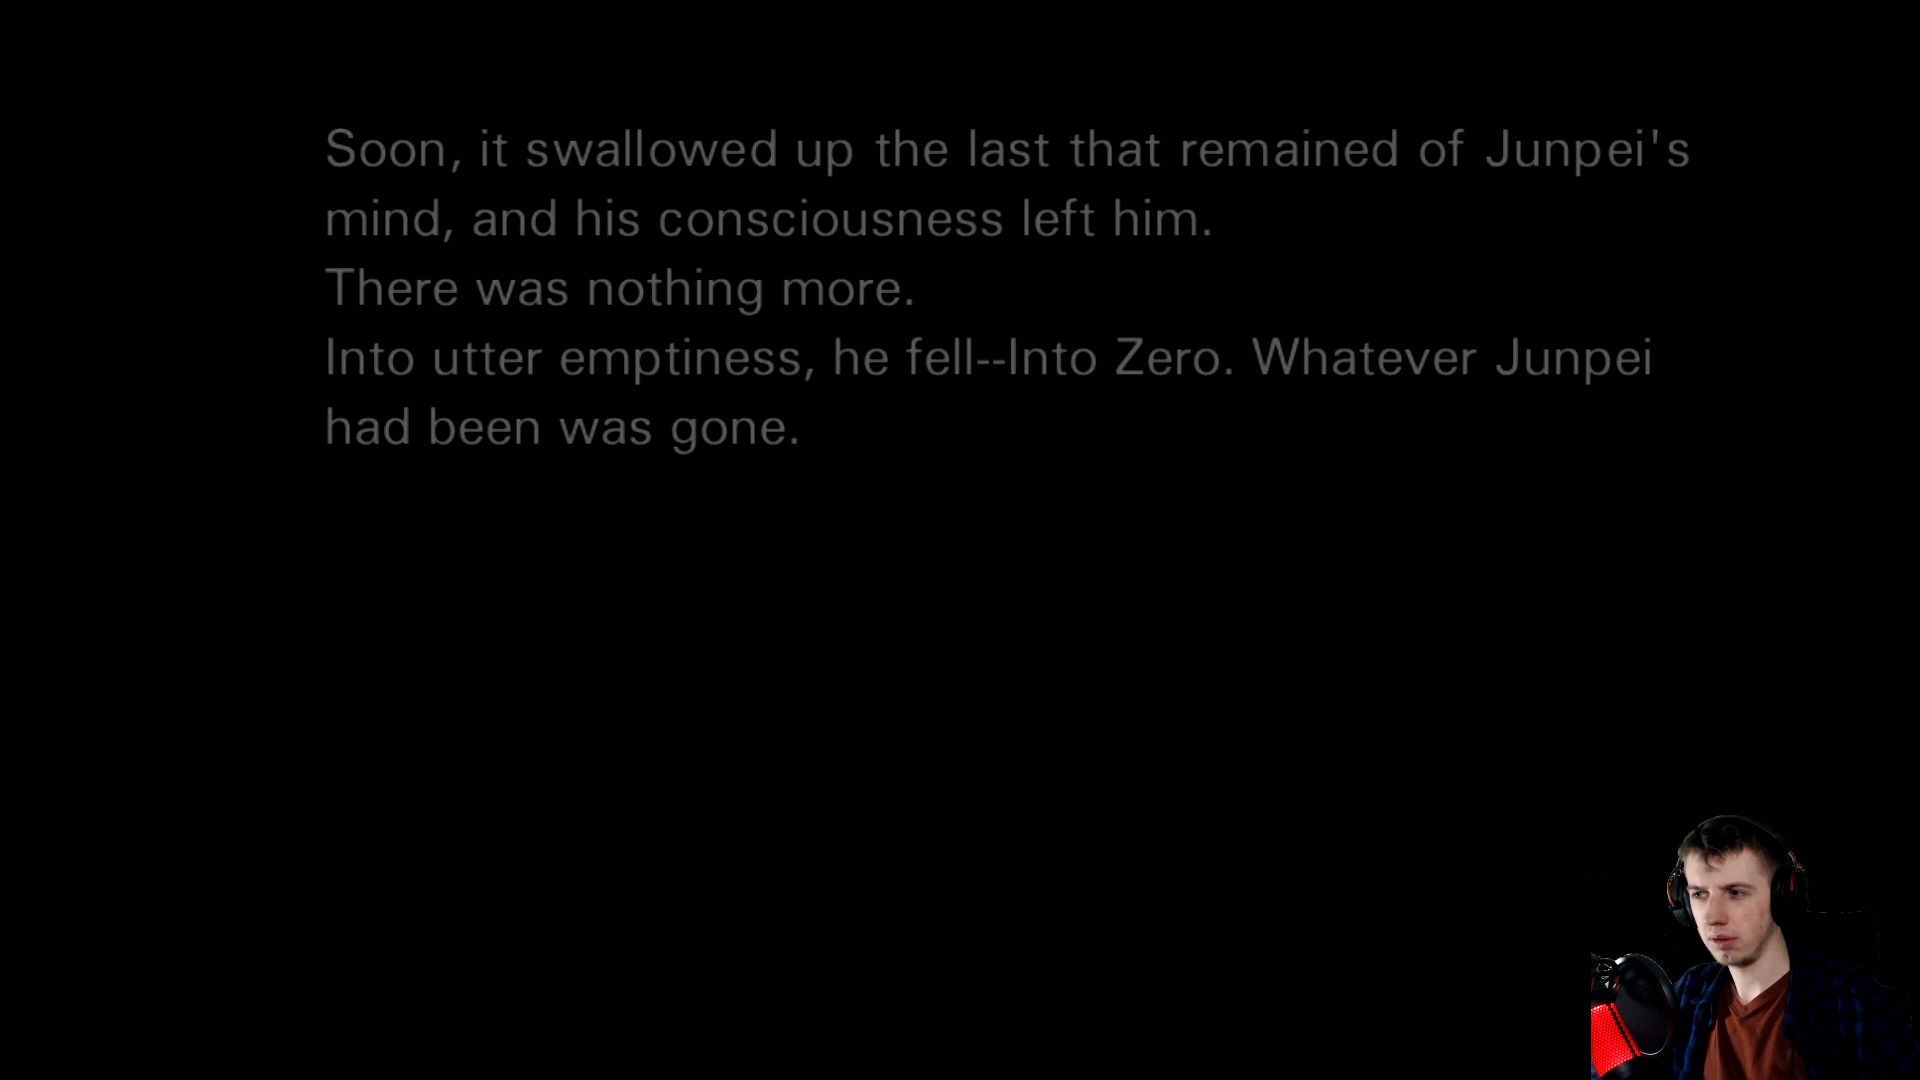 Soon, it swallowed up the last that remained of Junpei's
mind, and his consciousness left him.
There was nothing more.
Into utter emptiness, he fell--Into Zero. Whatever Junpei
had been was gone.